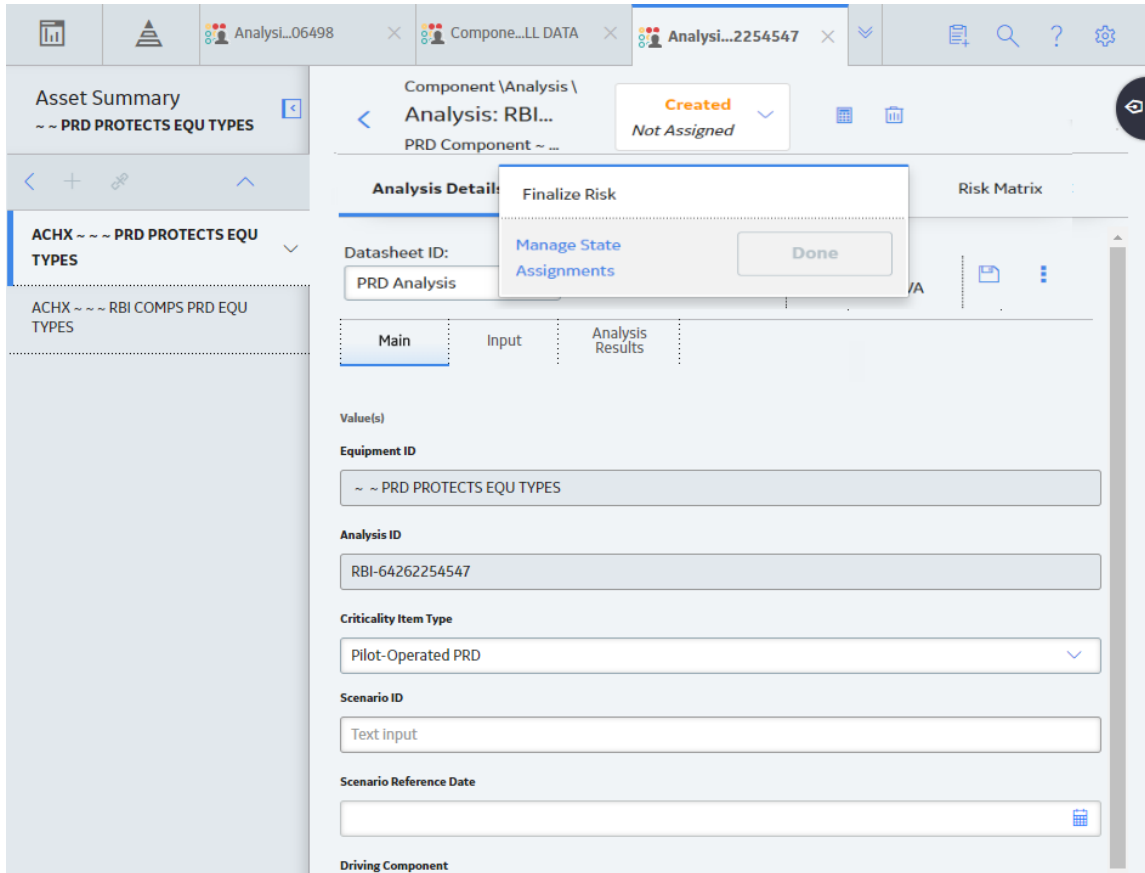 Analysi...06498
Compone...LL DATA
Analysi...2254547
Asset Summary
~ ~ PRD PROTECTS EQU TYPES
Component \Analysis \
Analysis: RBI...
PRD Component ~ ...
Created
Not Assigned
ACHX ~ ~ ~ PRD PROTECTS EQU
TYPES
ACHX ~ ~ ~ RBI COMPS PRD EQU
TYPES
Analysis Details
Finalize Risk
Risk Matrix
Manage State
Assignments
Done
Datasheet ID:
PRD Analysis
/A
Main
Input
Analysis
Results
Value(s)
Equipment ID
~ ~ PRD PROTECTS EQU TYPES
Analysis ID
RBI-64262254547
Criticality Item Type
Pilot-Operated PRD
Scenario ID
Text input
Scenario Reference Date
Driving Component